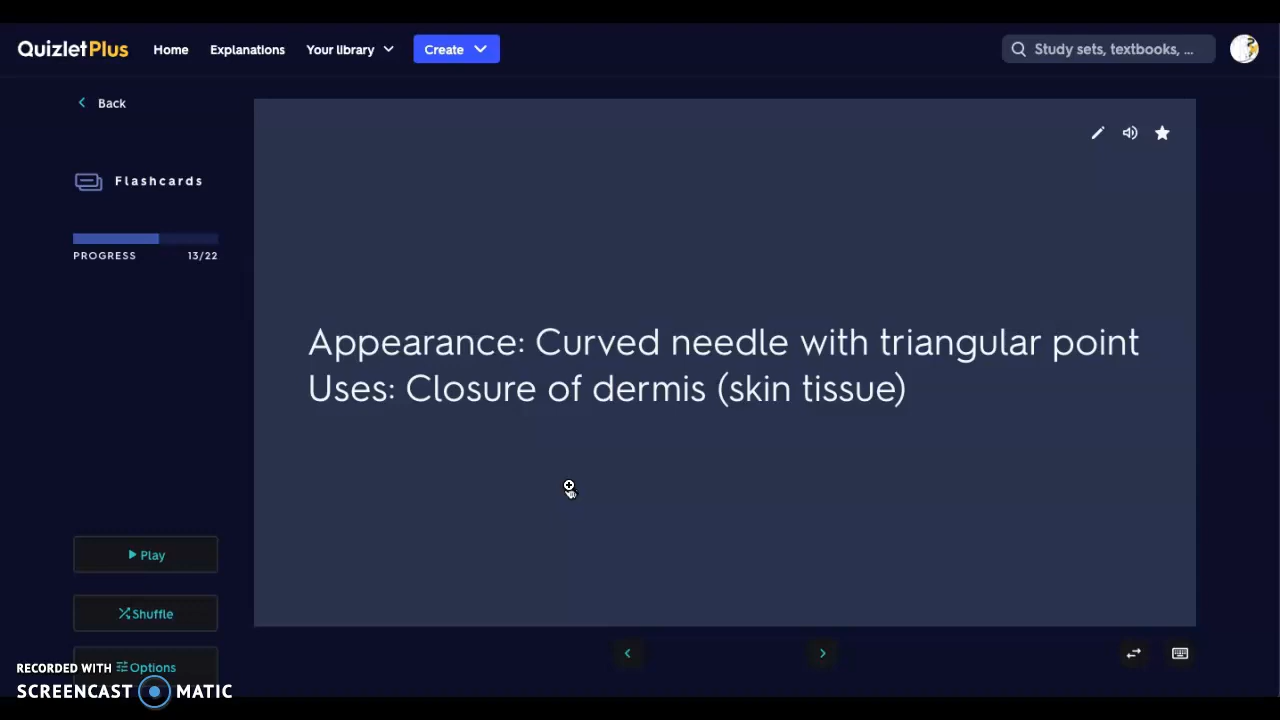 QuizletPlus Home Explanations Your library Create Study sets, textbooks, ...
Back
Flashcards
PROGRESS 13/22
Appearance: Curved needle with triangular point
Uses: Closure of dermis (skin tissue)
Play
Shuffle
Options
RECORDED WITH
SCREENCAST MATIC